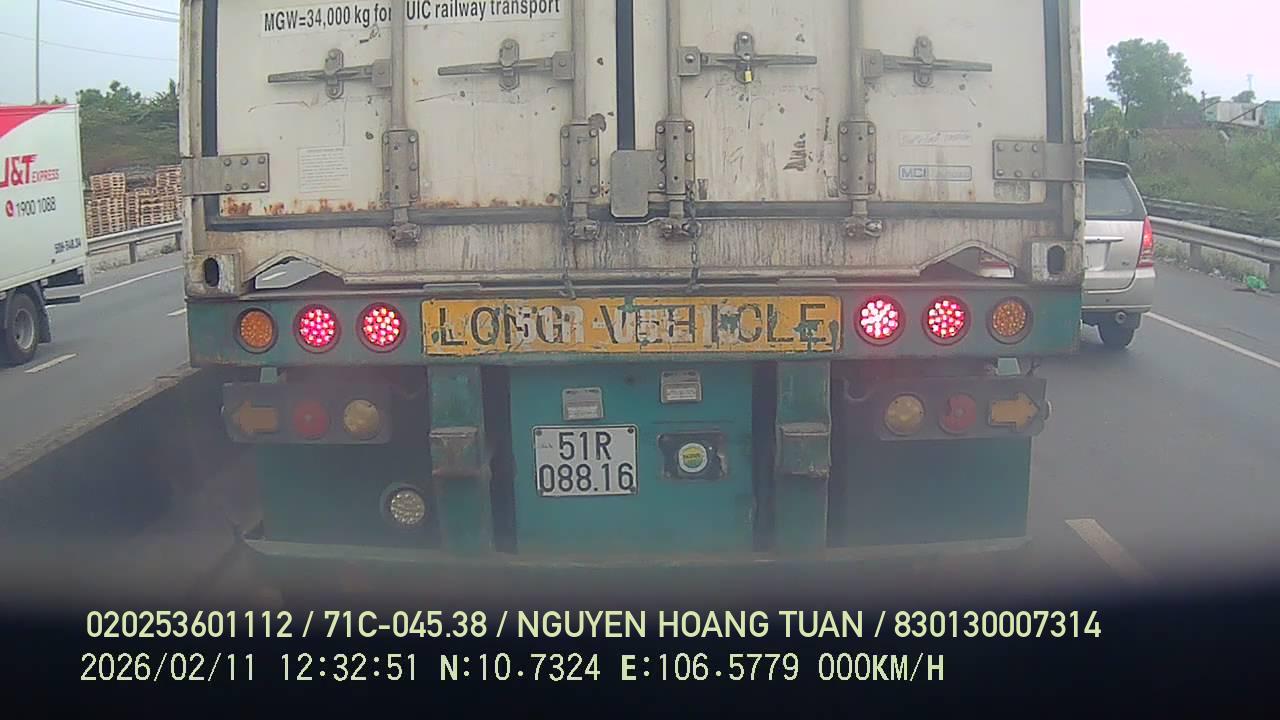 MGW=34,000 kg for UIC railway transport
J&T EXPRESS
1900 1088
MCI
LONG VEHICLE
51R
088.16
020253601112 / 71C-045.38 / NGUYEN HOANG TUAN / 830130007314
2026/02/11 12:32:51 N:10.7324 E:106.5779 000KM/H